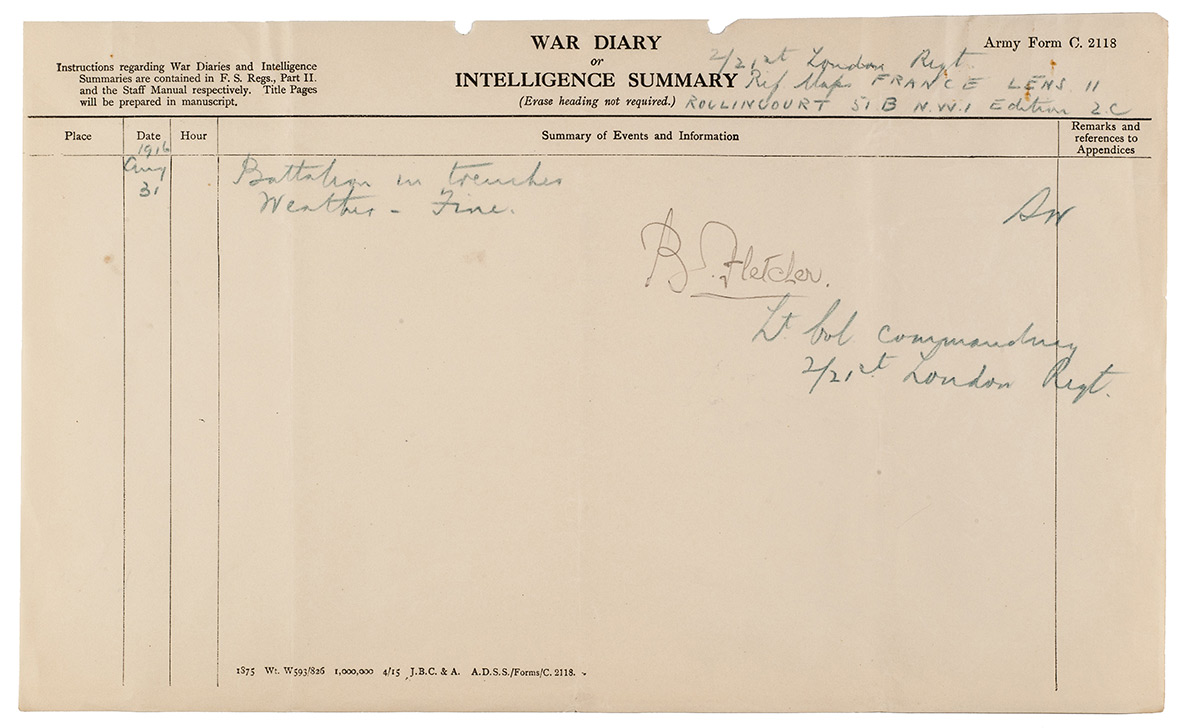 WAR DIARY
or
INTELLIGENCE SUMMARY
(Erase heading not required.)
Army Form C. 2118
Instructions regarding War Diaries and Intelligence
Summaries are contained in F. S. Regs., Part II.
and the Staff Manual respectively. Title Pages
will be prepared in manuscript.
2/21st London Regt
Ref Maps FRANCE LENS 11
ROLLINCOURT 51 B N.W.1 Edition 2.C
Place
Date
Hour
Summary of Events and Information
Remarks and
references to
Appendices
1916
Aug
31
Battalion in trenches
Weather - Fine.
B Fletcher.
Lt Col commanding
2/21st London Regt.
1875 Wt. W593/826 1,000,000 4/15 J.B.C. & A. A.D.S.S./Forms/C. 2118.